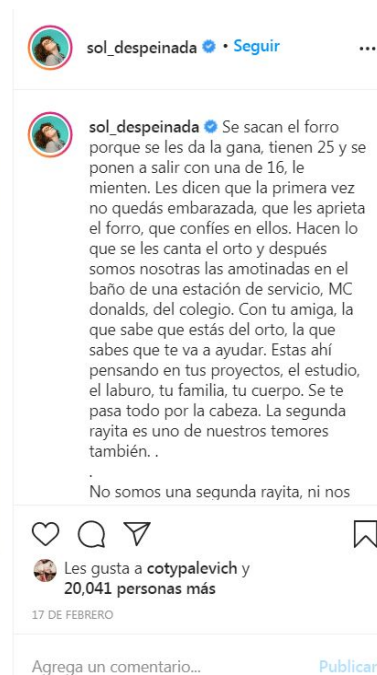 sol_despeinada • Seguir
...
sol_despeinada Se sacan el forro
porque se les da la gana, tienen 25 y se
ponen a salir con una de 16, le
mienten. Les dicen que la primera vez
no quedás embarazada, que les aprieta
el forro, que confíes en ellos. Hacen lo
que se les canta el orto y después
somos nosotras las amotinadas en el
baño de una estación de servicio, MC
donalds, del colegio. Con tu amiga, la
que sabe que estás del orto, la que
sabes que te va a ayudar. Estas ahí
pensando en tus proyectos, el estudio,
el laburo, tu familia, tu cuerpo. Se te
pasa todo por la cabeza. La segunda
rayita es uno de nuestros temores
también. .
.
No somos una segunda rayita, ni nos
Les gusta a cotypalevich y
20,041 personas más
17 DE FEBRERO
Agrega un comentario... Publicar